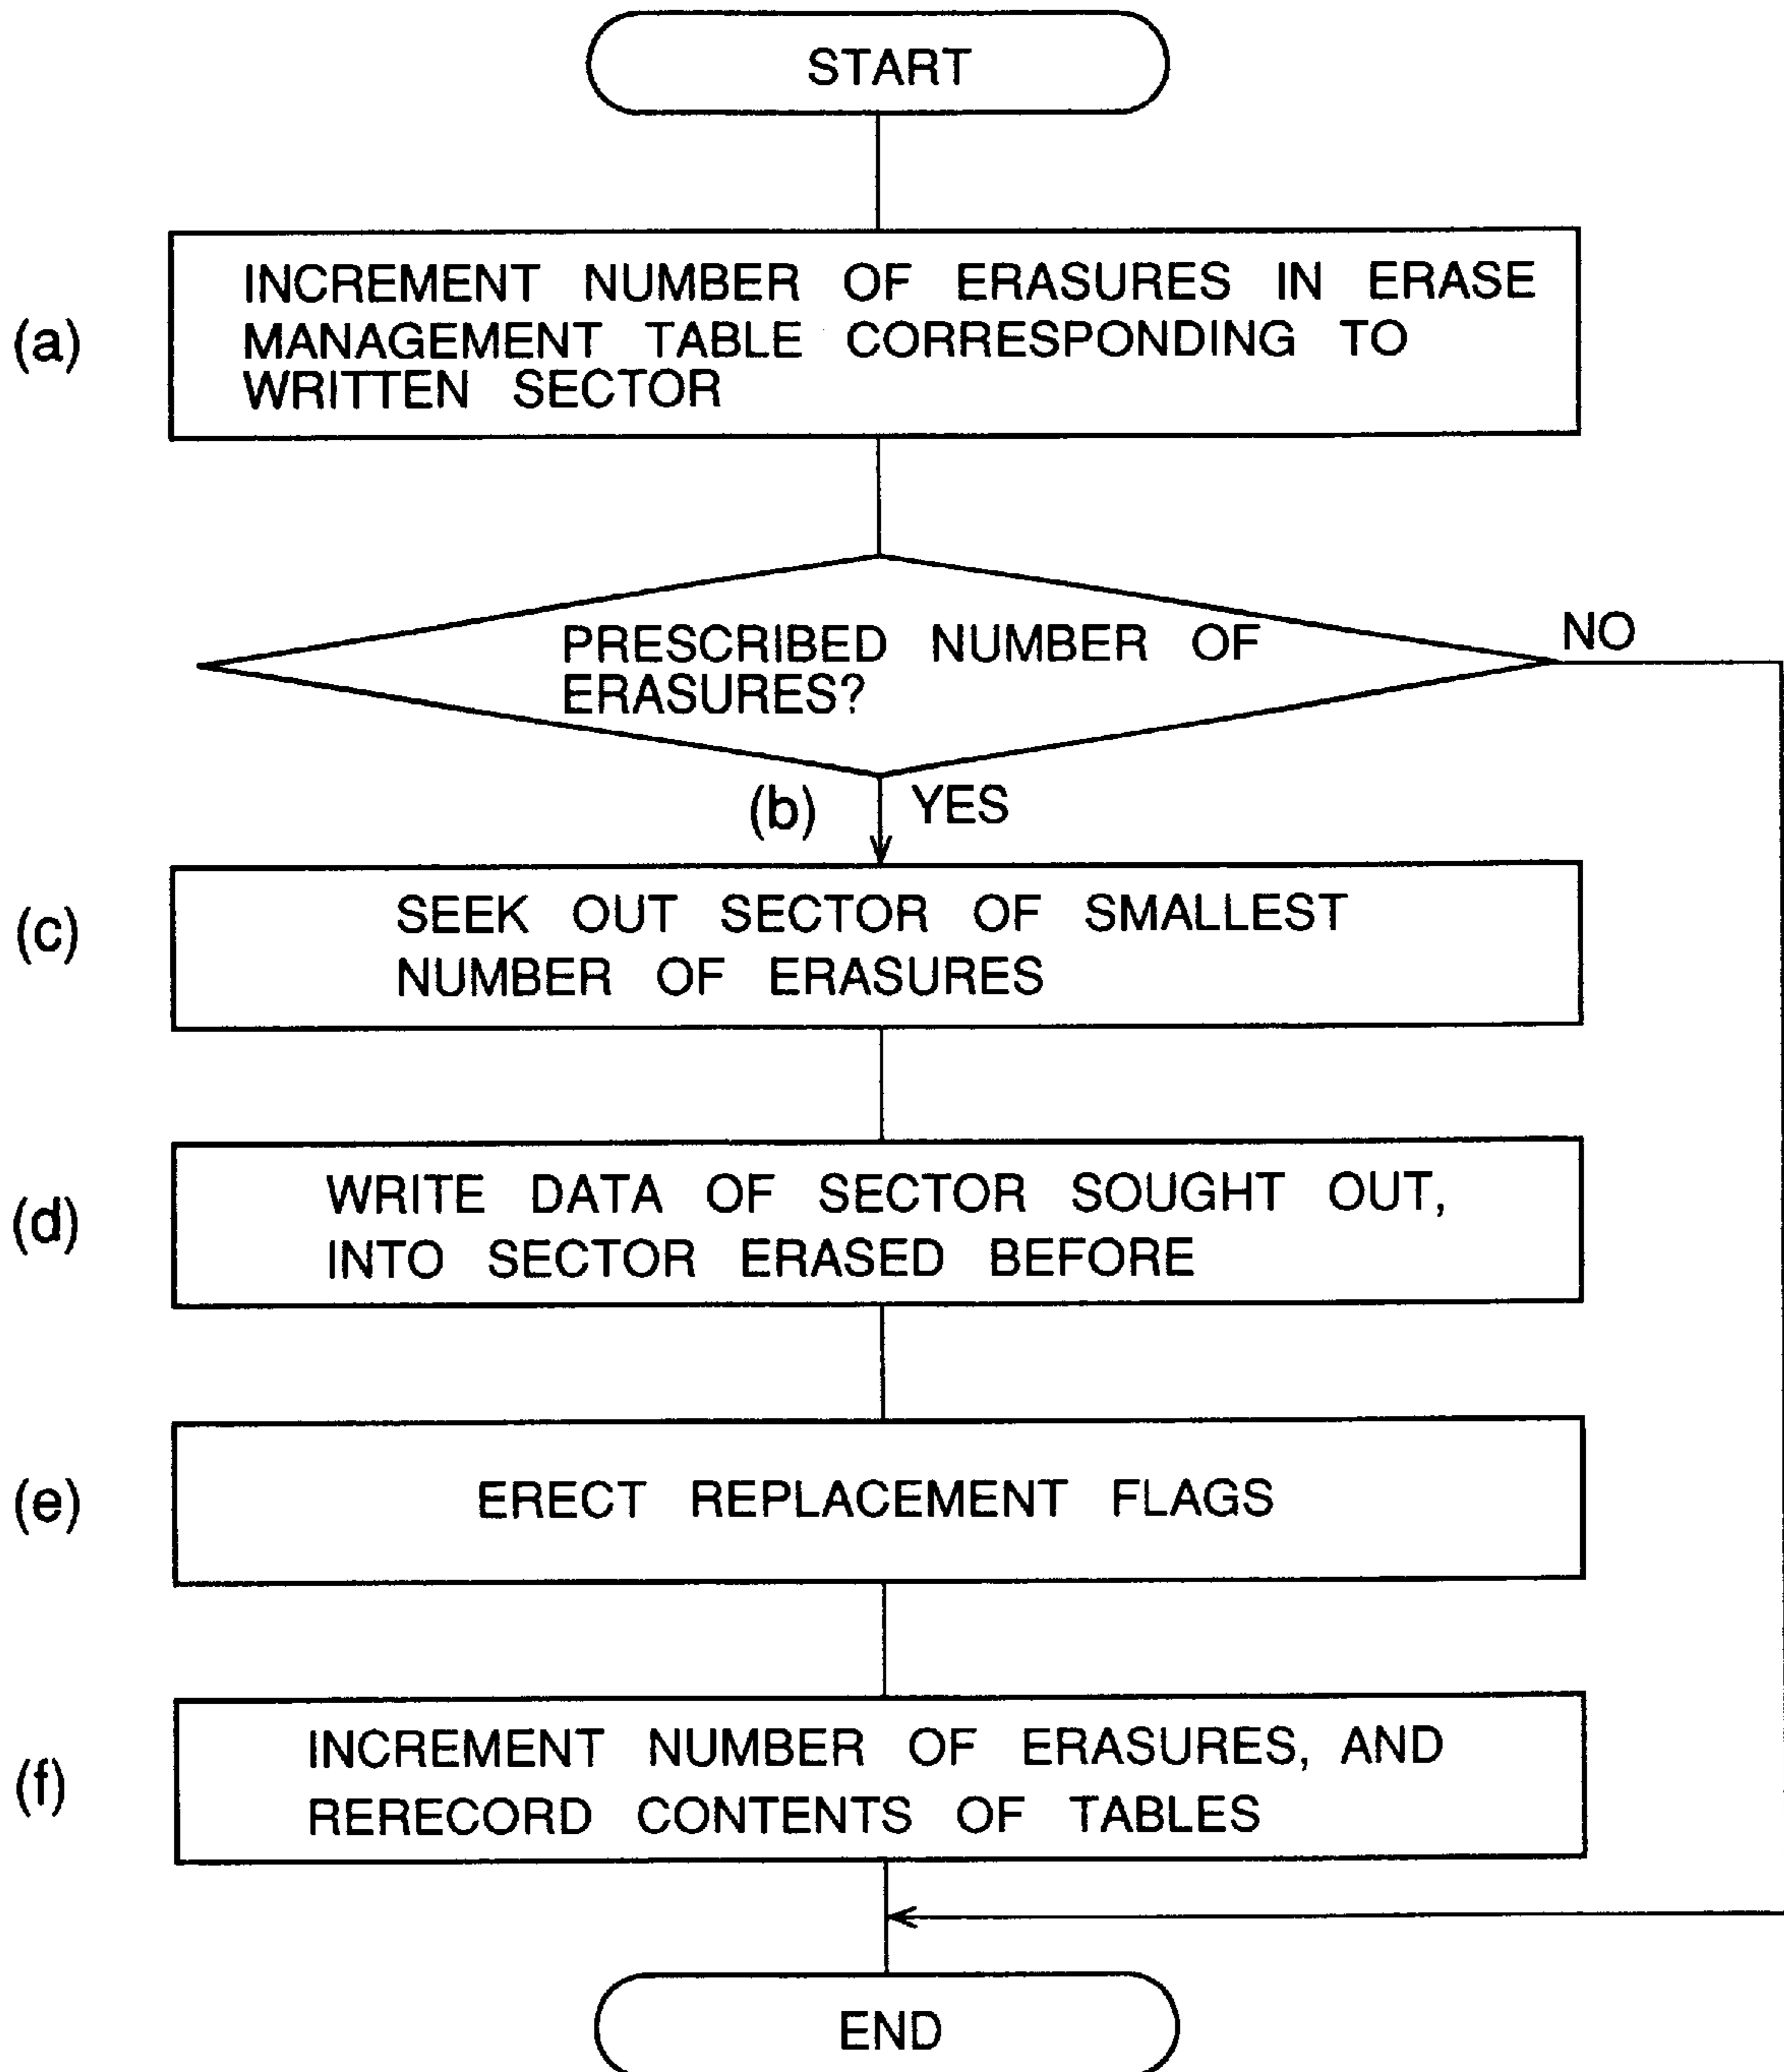 START
(a)
INCREMENT NUMBER OF ERASURES IN ERASE
MANAGEMENT TABLE CORRESPONDING TO
WRITTEN SECTOR
PRESCRIBED NUMBER OF
ERASURES?
NO
(b)
YES
(c)
SEEK OUT SECTOR OF SMALLEST
NUMBER OF ERASURES
(d)
WRITE DATA OF SECTOR SOUGHT OUT,
INTO SECTOR ERASED BEFORE
(e)
ERECT REPLACEMENT FLAGS
(f)
INCREMENT NUMBER OF ERASURES, AND
RERECORD CONTENTS OF TABLES
END